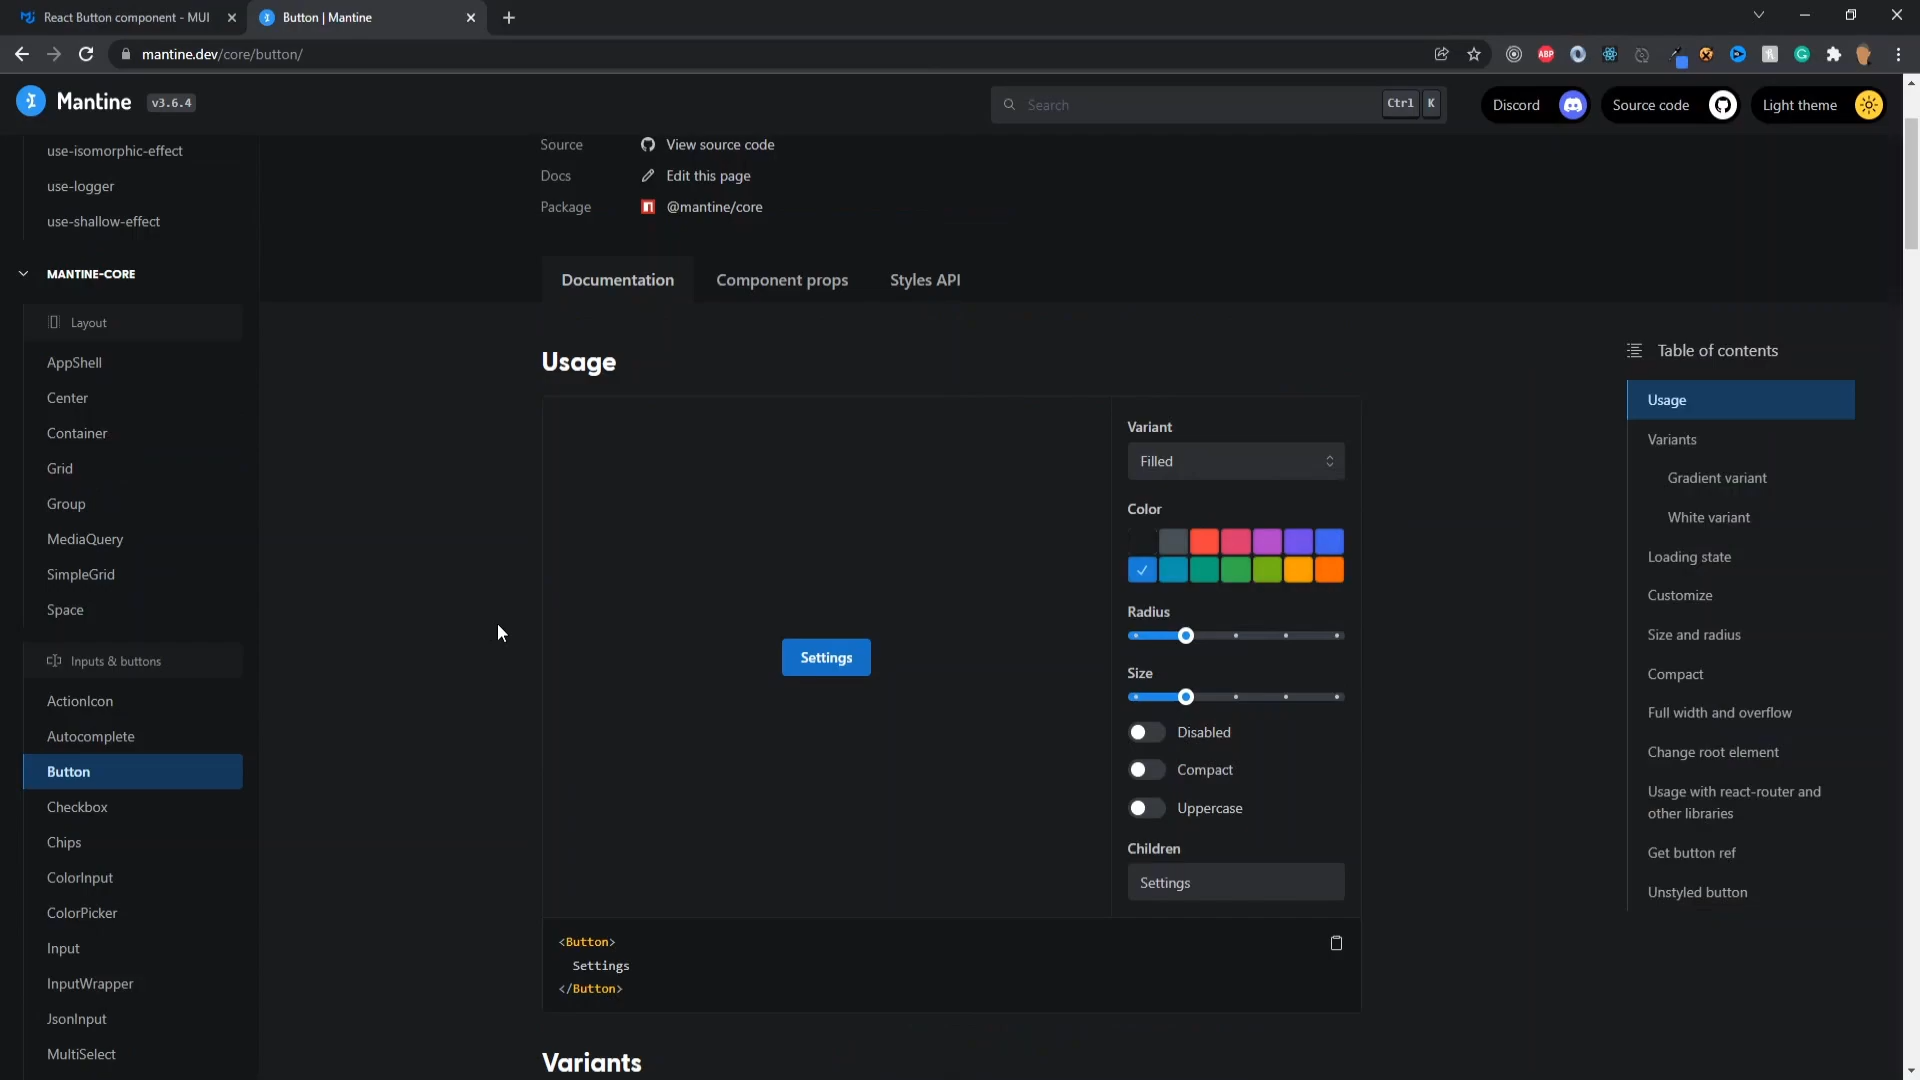 React Button component - MUI
Button | Mantine
mantine.dev/core/button/
ABP
Mantine
v3.6.4
Search
Ctrl
K
Discord
Source code
Light theme
use-isomorphic-effect
use-logger
use-shallow-effect
MANTINE-CORE
Layout
AppShell
Center
Container
Grid
Group
MediaQuery
SimpleGrid
Space
Inputs & buttons
ActionIcon
Autocomplete
Button
Checkbox
Chips
ColorInput
ColorPicker
Input
InputWrapper
JsonInput
MultiSelect
Source
View source code
Docs
Edit this page
Package
@mantine/core
Documentation
Component props
Styles API
Usage
Settings
Variant
Filled
Color
Radius
Size
Disabled
Compact
Uppercase
Children
Settings
<Button>
Settings
</Button>
Variants
Table of contents
Usage
Variants
Gradient variant
White variant
Loading state
Customize
Size and radius
Compact
Full width and overflow
Change root element
Usage with react-router and
other libraries
Get button ref
Unstyled button